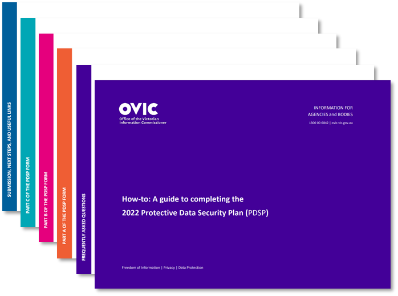 SUBMISSION, NEXT STEPS, AND USEFUL LINKS
PART C OF THE PDSP FORM
PART B OF THE PDSP FORM
PART A OF THE PDSP FORM
FREQUENTLY ASKED QUESTIONS
OVIC
Office of the Victorian
Information Commissioner
INFORMATION FOR
AGENCIES AND BODIES
How-to: A guide to completing the
2022 Protective Data Security Plan (PDSP)
Freedom of Information | Privacy | Data Protection